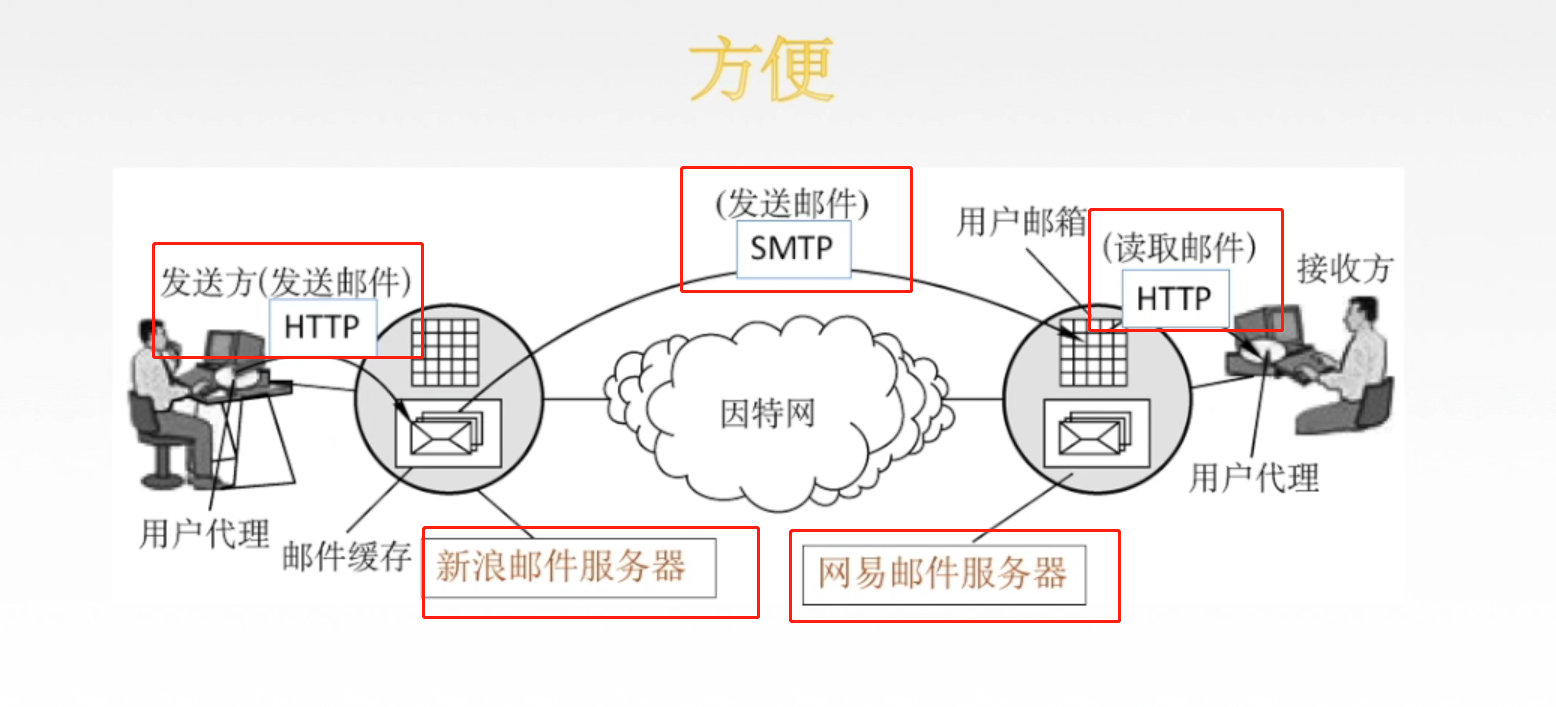 方便
(发送邮件)
SMTP
用户邮箱
(读取邮件)
HTTP
接收方
发送方(发送邮件)
HTTP
因特网
用户代理
用户代理
邮件缓存
新浪邮件服务器
网易邮件服务器